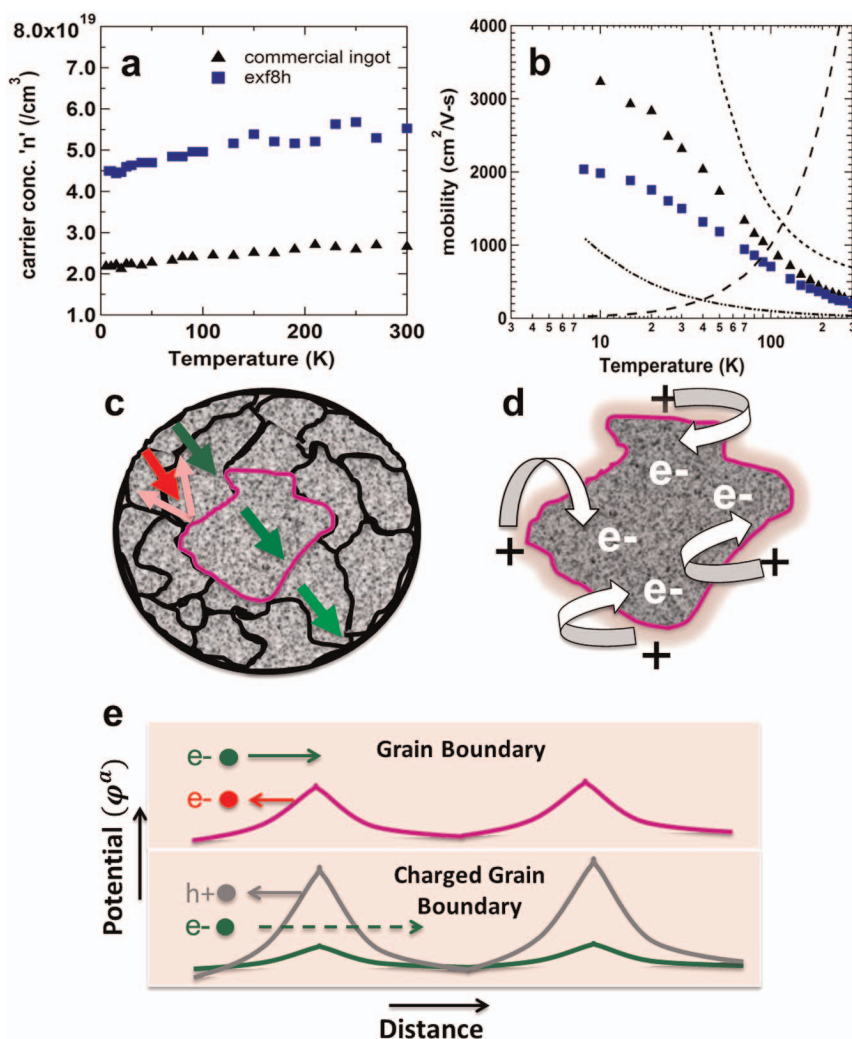 a
8.0x10^19
7.0
6.0
5.0
4.0
3.0
2.0
1.0
carrier conc. 'n' (/cm^3
commercial ingot
exf8h
0
100
200
300
Temperature (K)
b
4000
3000
2000
1000
0
mobility (cm^2/V-s)
3 4 5 6 7 10 2 3 4 5 6 7 100 2 3
Temperature (K)
c
d
+
+
+
+
e-
e-
e-
e-
e
Potential (φ^a)
e-
Grain Boundary
e-
h+
Charged Grain
Boundary
e-
Distance